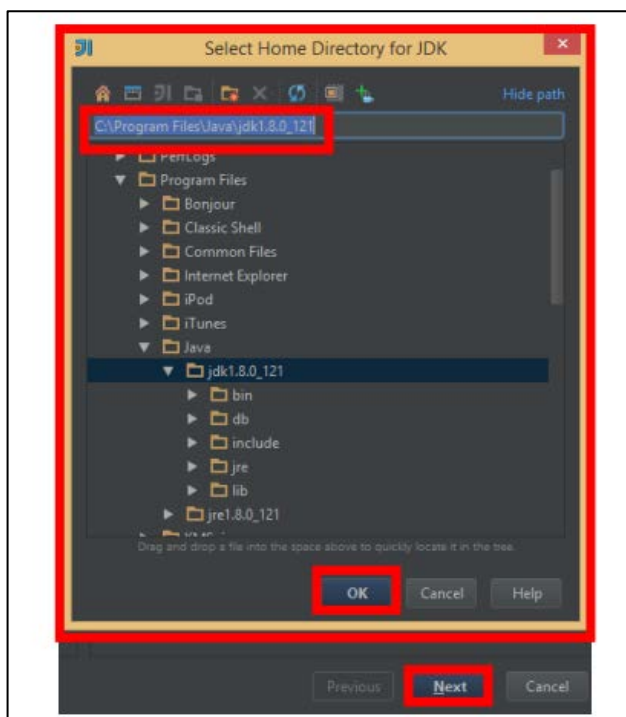 Select Home Directory for JDK
Hide path
C:\Program Files\Java\jdk1.8.0_121
PerfLogs
Program Files
Bonjour
Classic Shell
Common Files
Internet Explorer
iPod
iTunes
Java
jdk1.8.0_121
bin
db
include
jre
lib
jre1.8.0_121
Drag and drop a file into the space above to quickly locate it in the tree.
OK Cancel Help
Previous Next Cancel